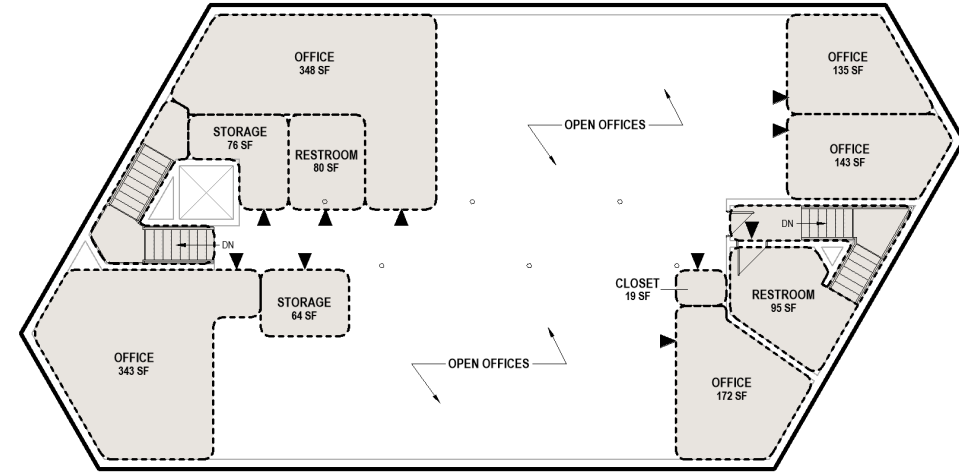 OFFICE
348 SF
OFFICE
135 SF
OPEN OFFICES
STORAGE
76 SF
RESTROOM
80 SF
OFFICE
143 SF
DN
DN
CLOSET
19 SF
STORAGE
64 SF
RESTROOM
95 SF
OFFICE
343 SF
OPEN OFFICES
OFFICE
172 SF